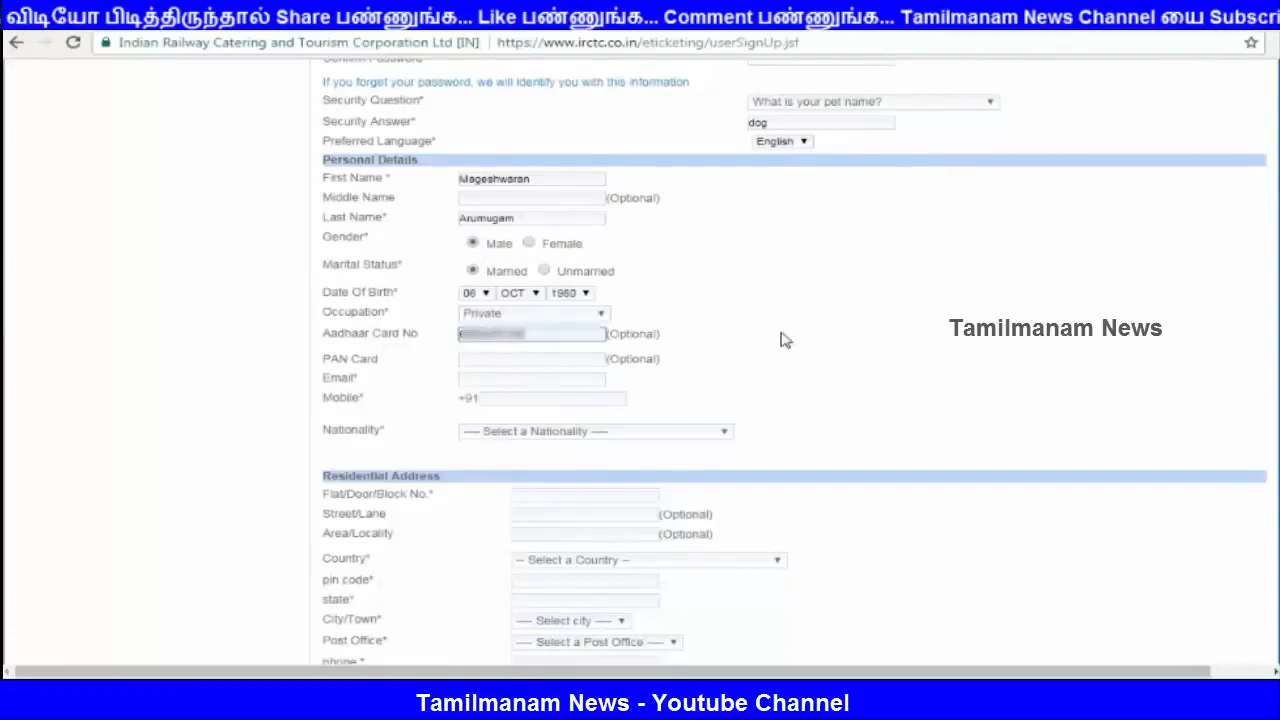 விடியோ பிடித்திருந்தால் Share பண்ணுங்க... Like பண்ணுங்க... Comment பண்ணுங்க... Tamilmanam News Channel யை Subscri
Indian Railway Catering and Tourism Corporation Ltd [IN] | https://www.irctc.co.in/eticketing/userSignUp.jsf
Confirm Password
If you forget your password, we will identify you with this information
Security Question* What is your pet name?
Security Answer* dog
Preferred Language* English
Personal Details
First Name * Mageshwaran
Middle Name (Optional)
Last Name* Arumugam
Gender* Male Female
Marital Status* Married Unmarried
Date Of Birth* 06 OCT 1980
Occupation* Private
Aadhaar Card No (Optional)
Tamilmanam News
PAN Card (Optional)
Email*
Mobile* +91
Nationality* ---- Select a Nationality ----
Residential Address
Flat/Door/Block No.*
Street/Lane (Optional)
Area/Locality (Optional)
Country* -- Select a Country --
pin code*
state*
City/Town* ---- Select city ----
Post Office* ---- Select a Post Office ----
phone *
Tamilmanam News - Youtube Channel